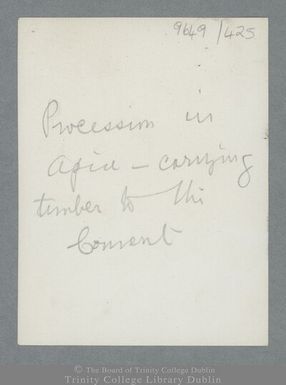 9649/425
Procession in
Apia - carrying
timber to the
Convent
© The Board of Trinity College Dublin
Trinity College Library Dublin